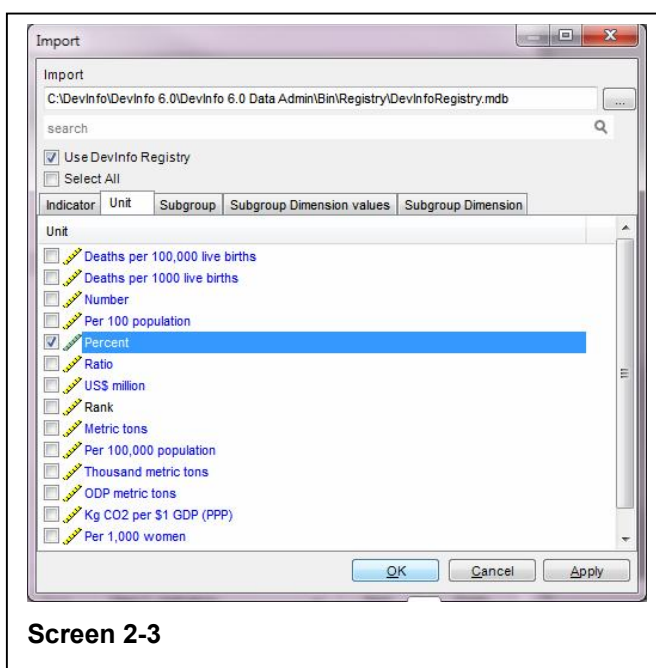 Import
Import
C:\DevInfo\DevInfo 6.0\DevInfo 6.0 Data Admin\Bin\Registry\DevInfoRegistry.mdb ...
search
Use DevInfo Registry
Select All
Indicator Unit Subgroup Subgroup Dimension values Subgroup Dimension
Unit
Deaths per 100,000 live births
Deaths per 1000 live births
Number
Per 100 population
Percent
Ratio
US$ million
Rank
Metric tons
Per 100,000 population
Thousand metric tons
ODP metric tons
Kg CO2 per $1 GDP (PPP)
Per 1,000 women
OK Cancel Apply
Screen 2-3